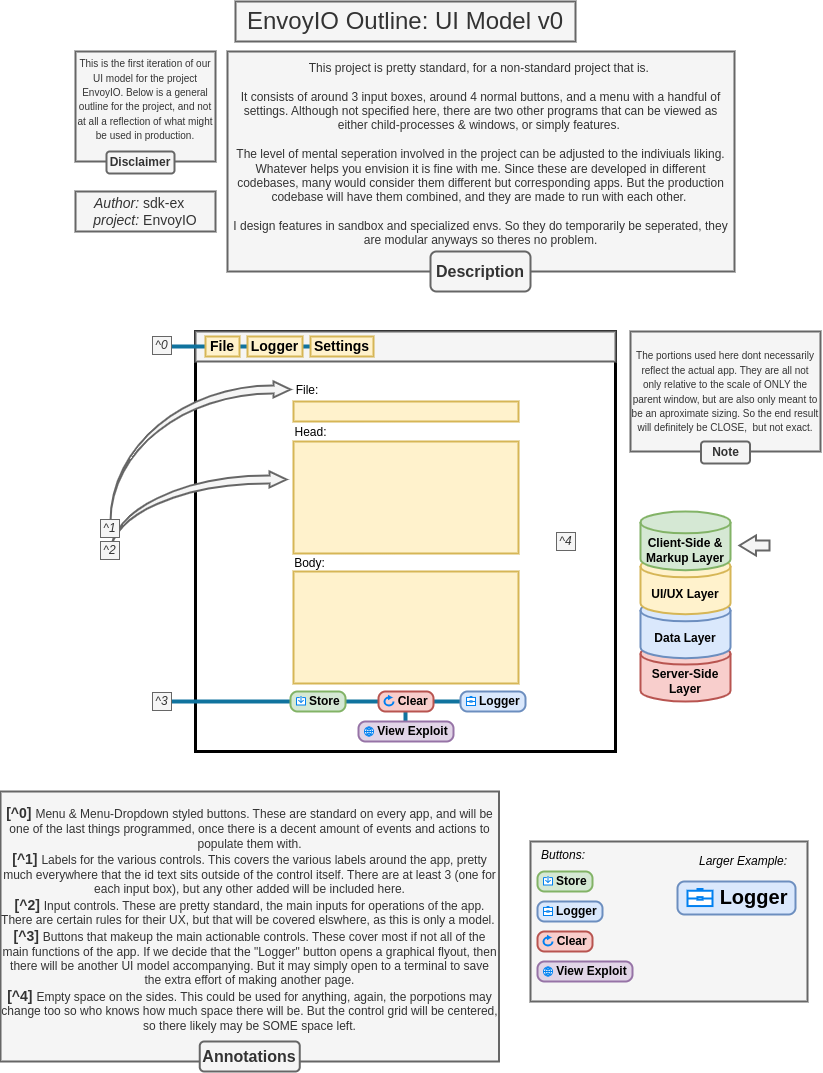 EnvoyIO Outline: UI Model v0
This is the first iteration of our
UI model for the project
EnvoyIO. Below is a general
outline for the project, and not
at all a reflection of what might
be used in production.
Disclaimer
Author: sdk-ex
project: EnvoyIO
This project is pretty standard, for a non-standard project that is.
It consists of around 3 input boxes, around 4 normal buttons, and a menu with a handful of
settings. Although not specified here, there are two other programs that can be viewed as
either child-processes & windows, or simply features.
The level of mental seperation involved in the project can be adjusted to the indiviuals liking.
Whatever helps you envision it is fine with me. Since these are developed in different
codebases, many would consider them different but corresponding apps. But the production
codebase will have them combined, and they are made to run with each other.
I design features in sandbox and specialized envs. So they do temporarily be seperated, they
are modular anyways so theres no problem.
Description
^0
File
Logger
Settings
File:
Head:
^1
^2
^4
Body:
^3
Store
Clear
Logger
View Exploit
The portions used here dont necessarily
reflect the actual app. They are all not
only relative to the scale of ONLY the
parent window, but are also only meant to
be an aproximate sizing. So the end result
will definitely be CLOSE, but not exact.
Note
Client-Side &
Markup Layer
UI/UX Layer
Data Layer
Server-Side
Layer
[^0] Menu & Menu-Dropdown styled buttons. These are standard on every app, and will be
one of the last things programmed, once there is a decent amount of events and actions to
populate them with.
[^1] Labels for the various controls. This covers the various labels around the app, pretty
much everywhere that the id text sits outside of the control itself. There are at least 3 (one for
each input box), but any other added will be included here.
[^2] Input controls. These are pretty standard, the main inputs for operations of the app.
There are certain rules for their UX, but that will be covered elswhere, as this is only a model.
[^3] Buttons that makeup the main actionable controls. These cover most if not all of the
main functions of the app. If we decide that the "Logger" button opens a graphical flyout, then
there will be another UI model accompanying. But it may simply open to a terminal to save
the extra effort of making another page.
[^4] Empty space on the sides. This could be used for anything, again, the porpotions may
change too so who knows how much space there will be. But the control grid will be centered,
so there likely may be SOME space left.
Annotations
Buttons:
Store
Logger
Clear
View Exploit
Larger Example:
Logger